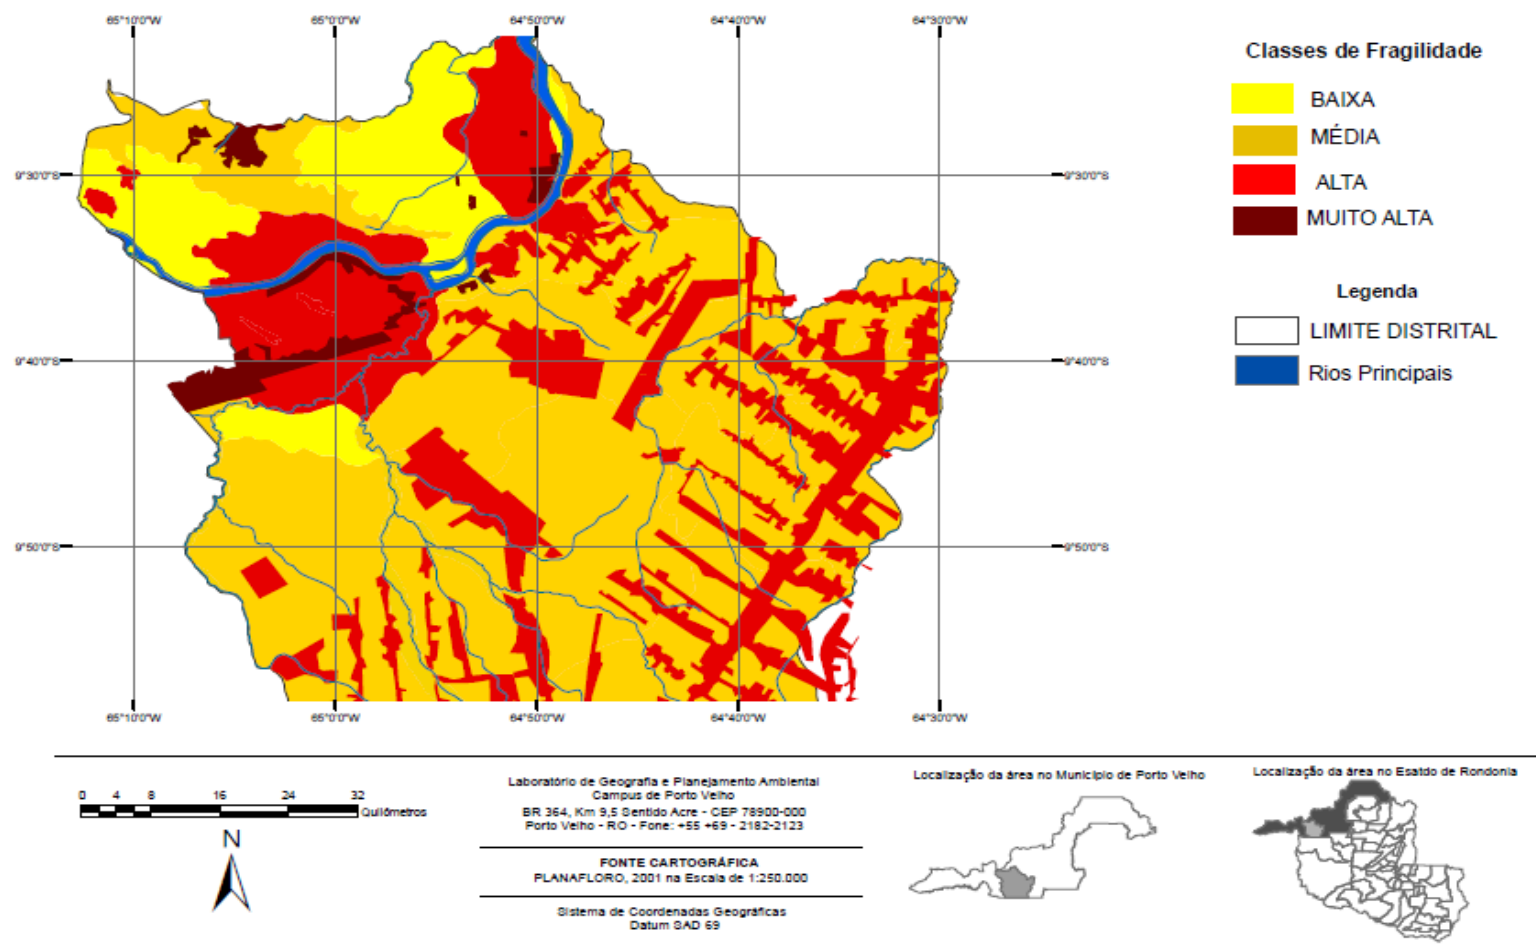 65°10'0"W 65°0'0"W 64°50'0"W 64°40'0"W 64°30'0"W
Classes de Fragilidade
BAIXA
MÉDIA
ALTA
MUITO ALTA
9°30'0"S 9°30'0"S
Legenda
LIMITE DISTRITAL
Rios Principais
9°40'0"S 9°40'0"S
9°50'0"S 9°50'0"S
65°10'0"W 65°0'0"W 64°50'0"W 64°40'0"W 64°30'0"W
0 4 8 16 24 32
Quilômetros
N
Laboratório de Geografia e Planejamento Ambiental
Campus de Porto Velho
BR 364, Km 9,5 Sentido Acre - CEP 78900-000
Porto Velho - RO - Fone: +55 +69 - 2182-2123
FONTE CARTOGRÁFICA
PLANAFLORO, 2001 na Escala de 1:250.000
Sistema de Coordenadas Geográficas
Datum SAD 69
Localização da área no Município de Porto Velho
Localização da área no Esatdo de Rondonia